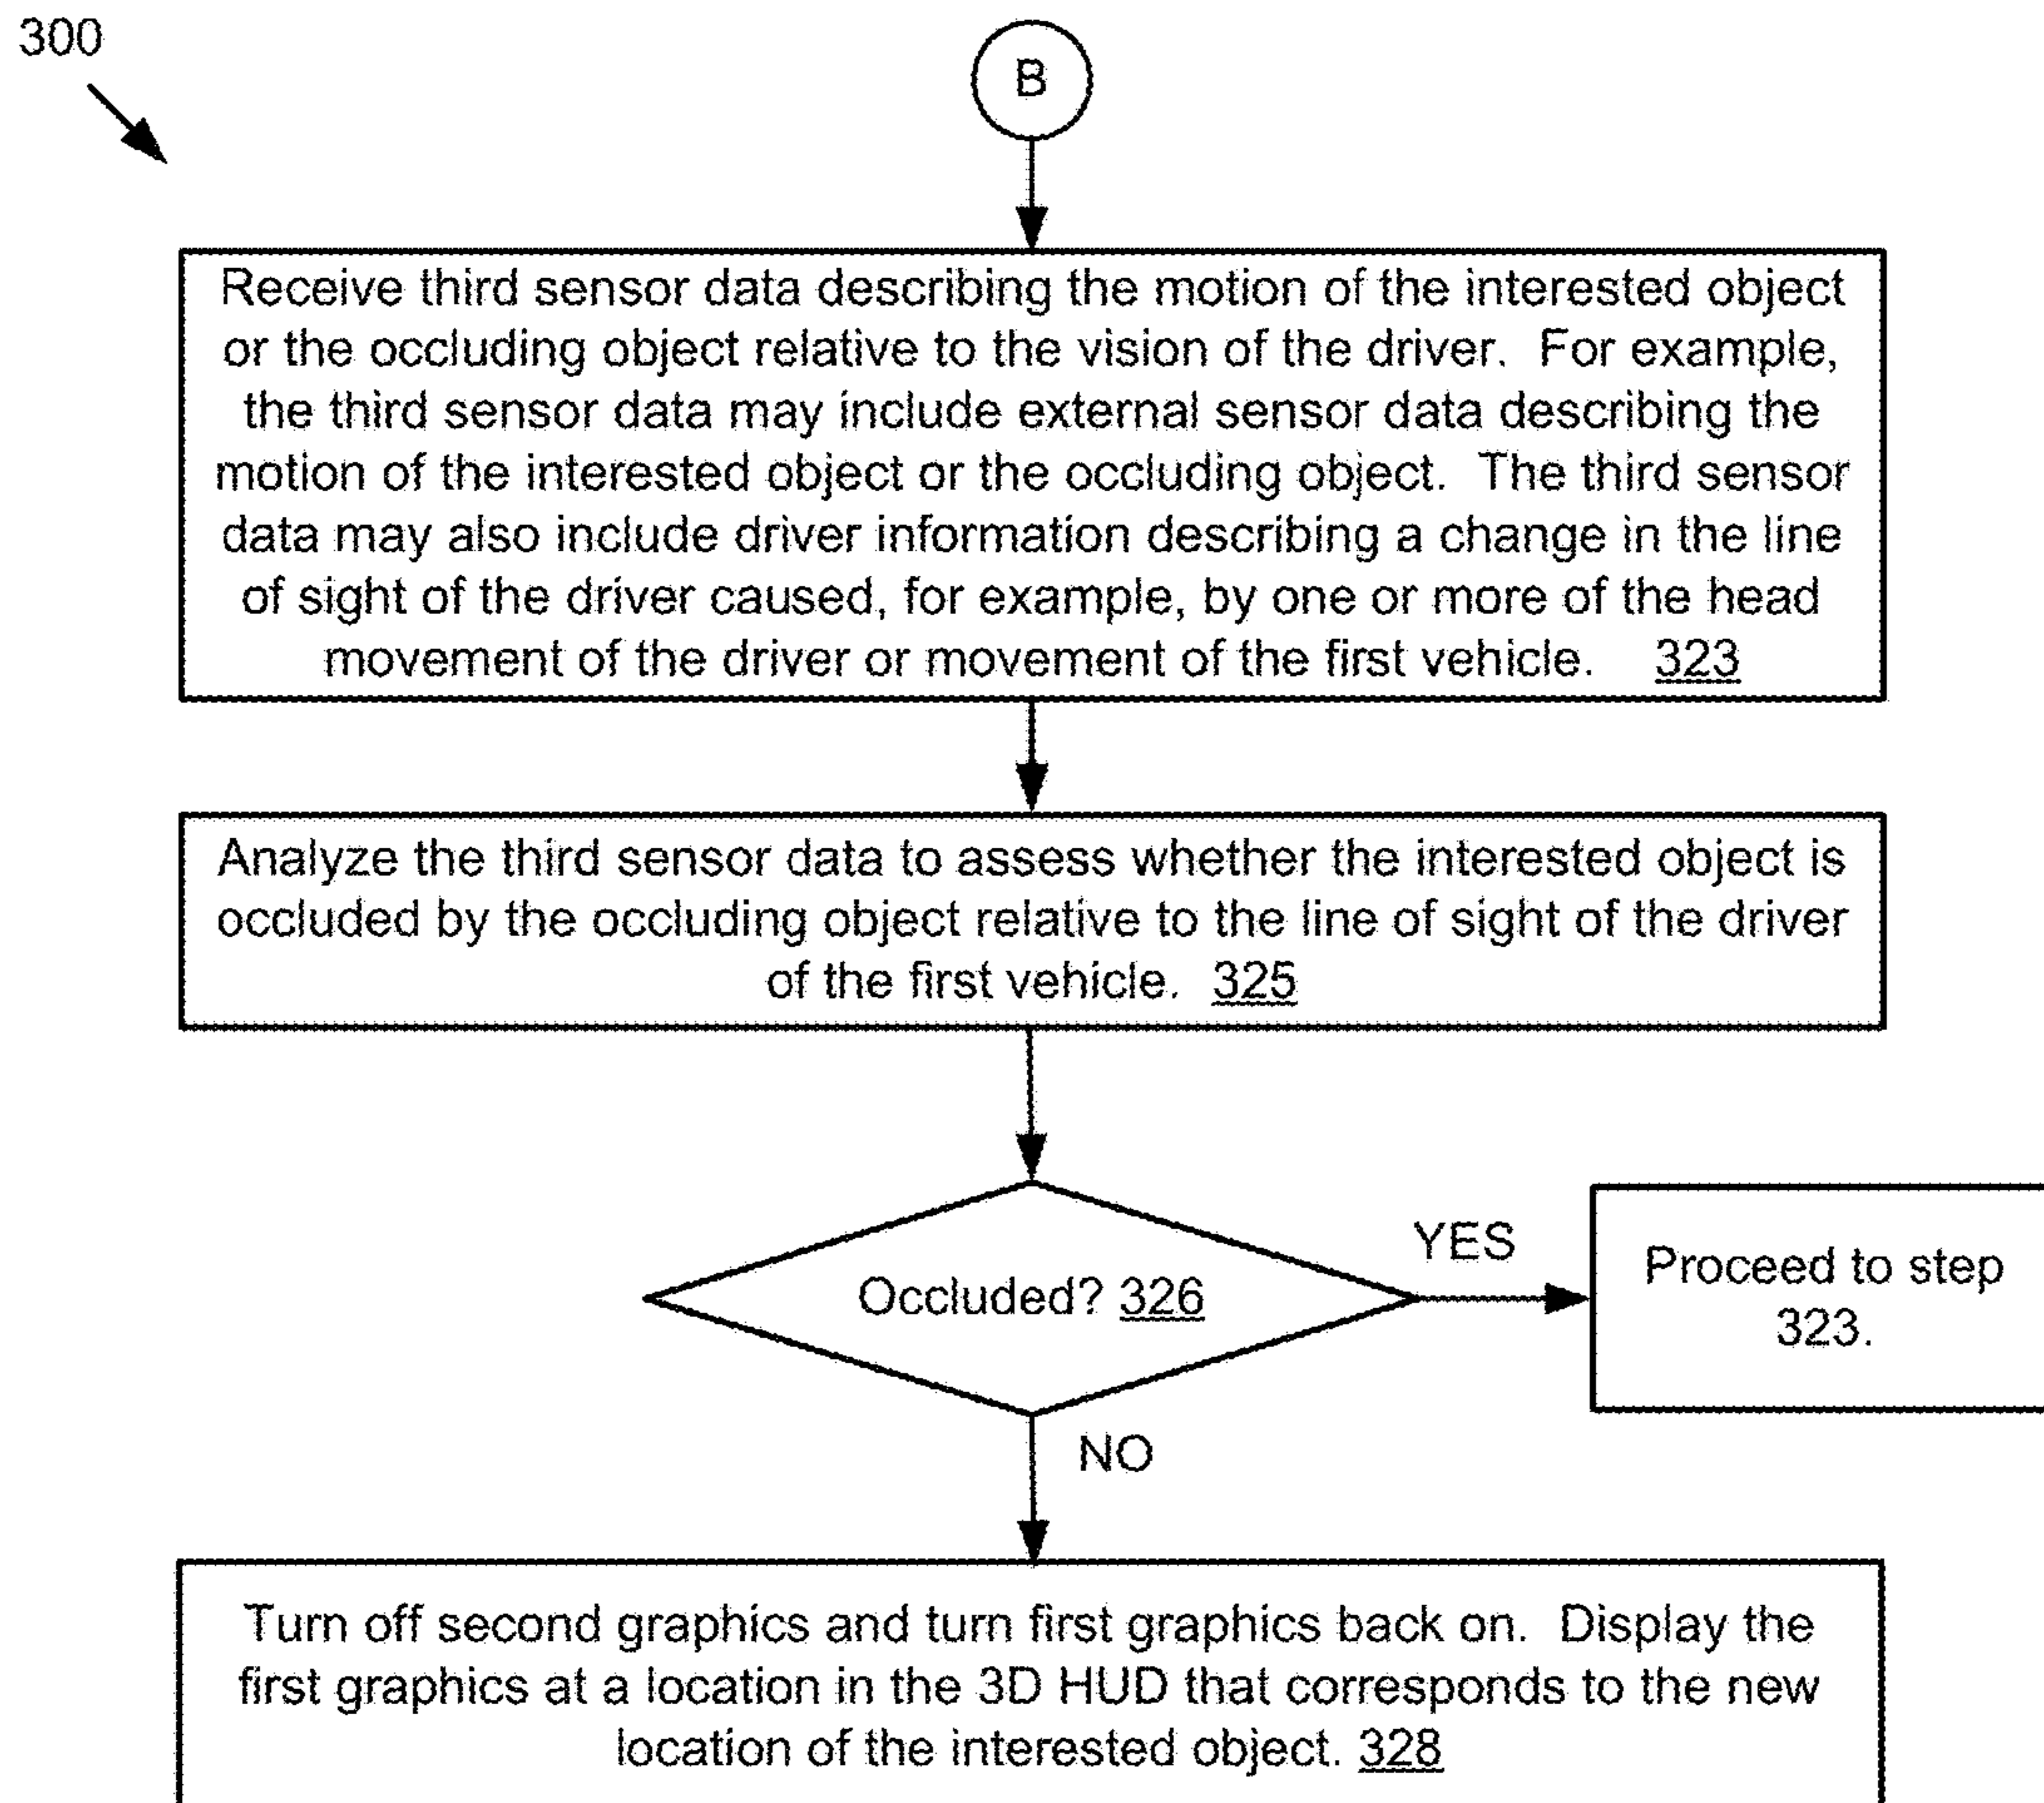 300
B
Receive third sensor data describing the motion of the interested object
or the occluding object relative to the vision of the driver. For example,
the third sensor data may include external sensor data describing the
motion of the interested object or the occluding object. The third sensor
data may also include driver information describing a change in the line
of sight of the driver caused, for example, by one or more of the head
movement of the driver or movement of the first vehicle. 323
Analyze the third sensor data to assess whether the interested object is
occluded by the occluding object relative to the line of sight of the driver
of the first vehicle. 325
Occluded? 326
YES
Proceed to step
323.
NO
Turn off second graphics and turn first graphics back on. Display the
first graphics at a location in the 3D HUD that corresponds to the new
location of the interested object. 328